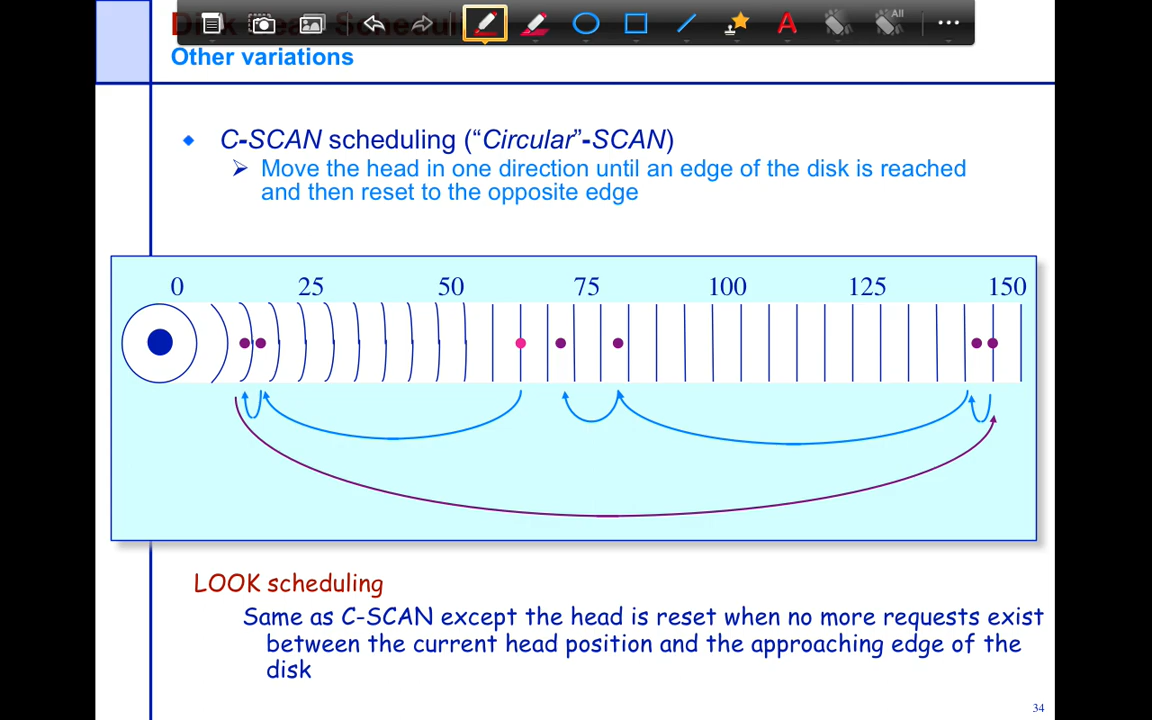 Other variations
C-SCAN scheduling (“Circular”-SCAN)
Move the head in one direction until an edge of the disk is reached
and then reset to the opposite edge
0 25 50 75 100 125 150
LOOK scheduling
Same as C-SCAN except the head is reset when no more requests exist
between the current head position and the approaching edge of the
disk
34
A
All